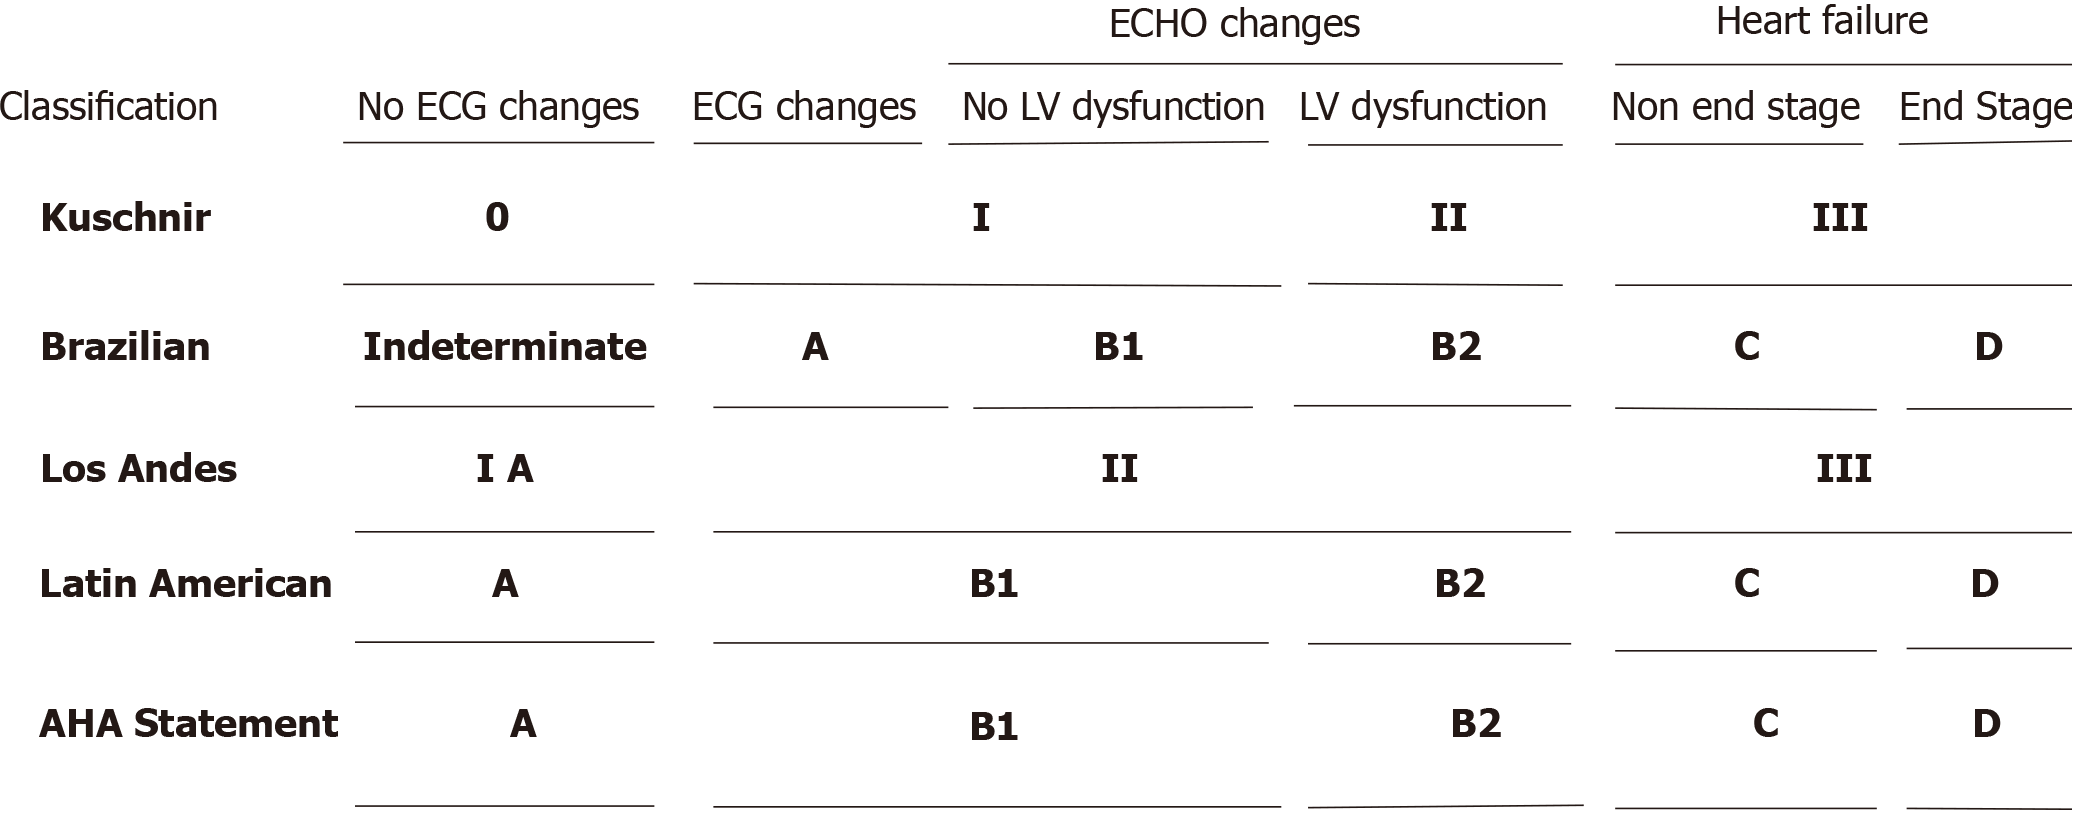 ECHO changes Heart failure
Classification No ECG changes ECG changes No LV dysfunction LV dysfunction Non end stage End Stage
Kuschnir 0 I II III
Brazilian Indeterminate A B1 B2 C D
Los Andes I A II III
Latin American A B1 B2 C D
AHA Statement A B1 B2 C D